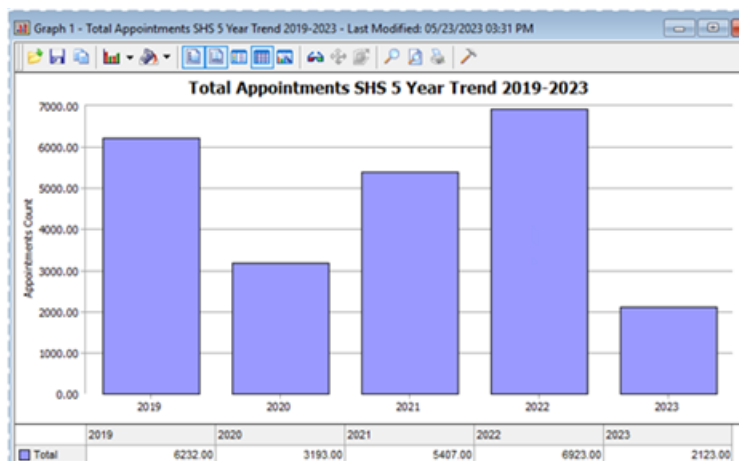 Graph 1 - Total Appointments SHS 5 Year Trend 2019-2023 - Last Modified: 05/23/2023 03:31 PM
Total Appointments SHS 5 Year Trend 2019-2023
Appointments Count
7000.00
6000.00
5000.00
4000.00
3000.00
2000.00
1000.00
0.00
2019 2020 2021 2022 2023
2019 2020 2021 2022 2023
Total 6232.00 3193.00 5407.00 6923.00 2123.00